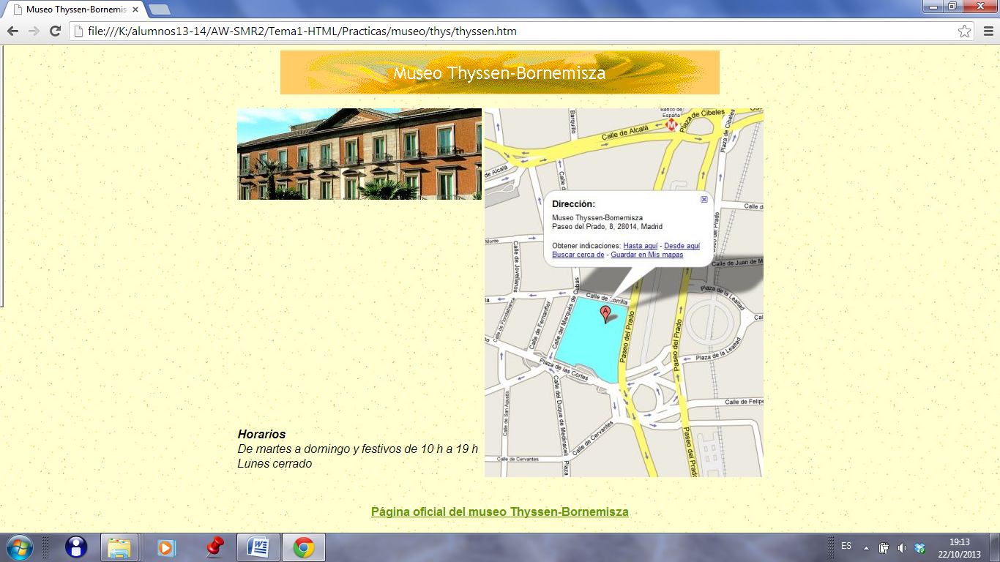 Museo Thyssen-Bornemis
file:///K:/alumnos13-14/AW-SMR2/Tema1-HTML/Practicas/museo/thys/thyssen.htm
Museo Thyssen-Bornemisza
Banco de
España
Plaza de Cibeles
Plaza de Cibeles
Barquillo
Calle de Alcalá
M
de Alcalá
Calle d
Paseo del Prado
Paseo del Prado
Dirección:
Museo Thyssen-Bornemisza
Paseo del Prado, 8, 28014, Madrid
Obtener indicaciones: Hasta aquí - Desde aquí
Buscar cerca de - Guardar en Mis mapas
Calle d
Monte
Calle de Jovellanos
Calle de Juan de M
Calle del Marqués de Cubas
Calle de Zorrilla
Plaza de la Lealtad
Calle de Fernanflor
A
Cal
Paseo del Prado
Paseo del Prado
Plaza de la Lealtad
Plaza de las Cortes
Calle del Duque de Medinaceli
Calle de San Agustín
Calle de Felipe
Calle de Cervantes
Calle de Cervantes
Plaza
Paseo del Prado
Horarios
De martes a domingo y festivos de 10 h a 19 h
Lunes cerrado
Página oficial del museo Thyssen-Bornemisza
ES
19:13
22/10/2013